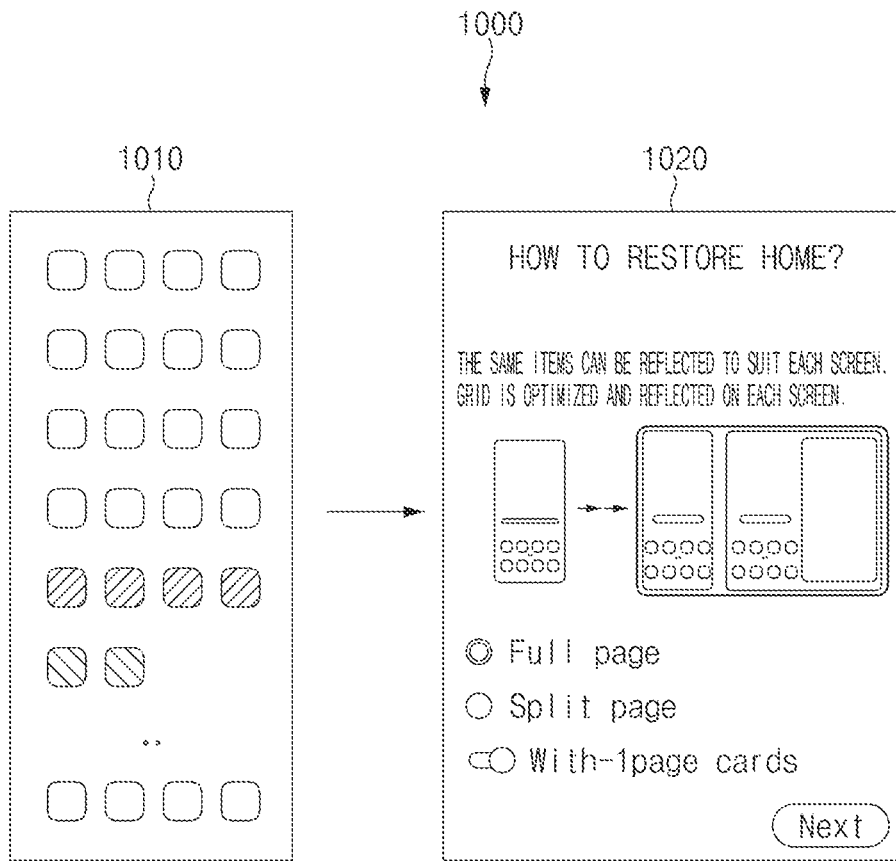 1000
1010
1020
HOW TO RESTORE HOME?
THE SAME ITEMS CAN BE REFLECTED TO SUIT EACH SCREEN.
GRID IS OPTIMIZED AND REFLECTED ON EACH SCREEN.
Full page
Split page
With-1page cards
Next